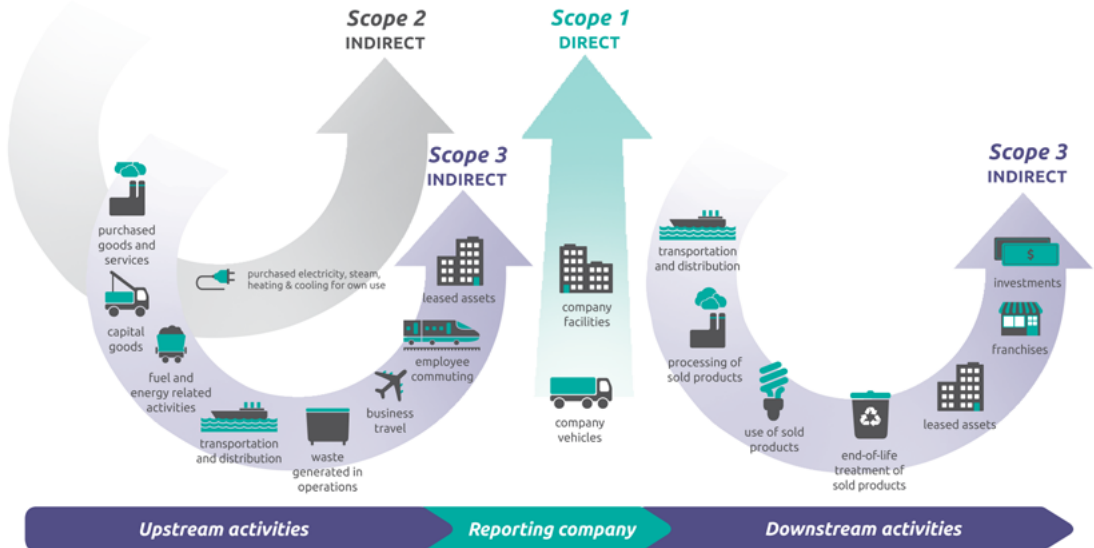 Scope 2
INDIRECT
Scope 1
DIRECT
Scope 3
INDIRECT
Scope 3
INDIRECT
purchased
goods and
services
capital
goods
fuel and
energy related
activities
transportation
and distribution
waste
generated in
operations
business
travel
employee
commuting
leased assets
purchased electricity, steam,
heating & cooling for own use
company
facilities
company
vehicles
transportation
and distribution
processing of
sold products
use of sold
products
end-of-life
treatment of
sold products
leased assets
franchises
$
investments
Upstream activities
Reporting company
Downstream activities